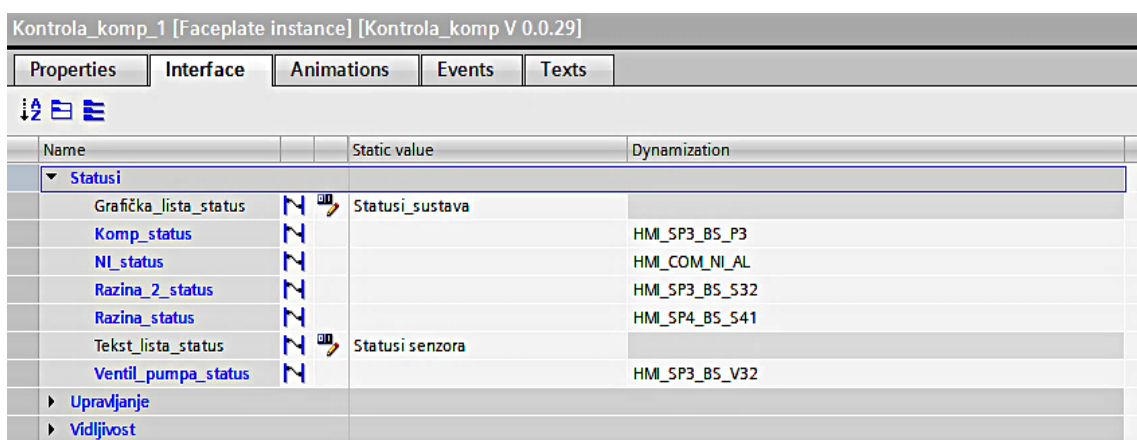 Kontrola_komp_1 [Faceplate instance] [Kontrola_komp V 0.0.29]
Properties Interface Animations Events Texts
Name Static value Dynamization
Statusi
Grafička_lista_status Statusi_sustava
Komp_status HMI_SP3_BS_P3
NI_status HMI_COM_NI_AL
Razina_2_status HMI_SP3_BS_S32
Razina_status HMI_SP4_BS_S41
Tekst_lista_status Statusi senzora
Ventil_pumpa_status HMI_SP3_BS_V32
Upravljanje
Vidljivost